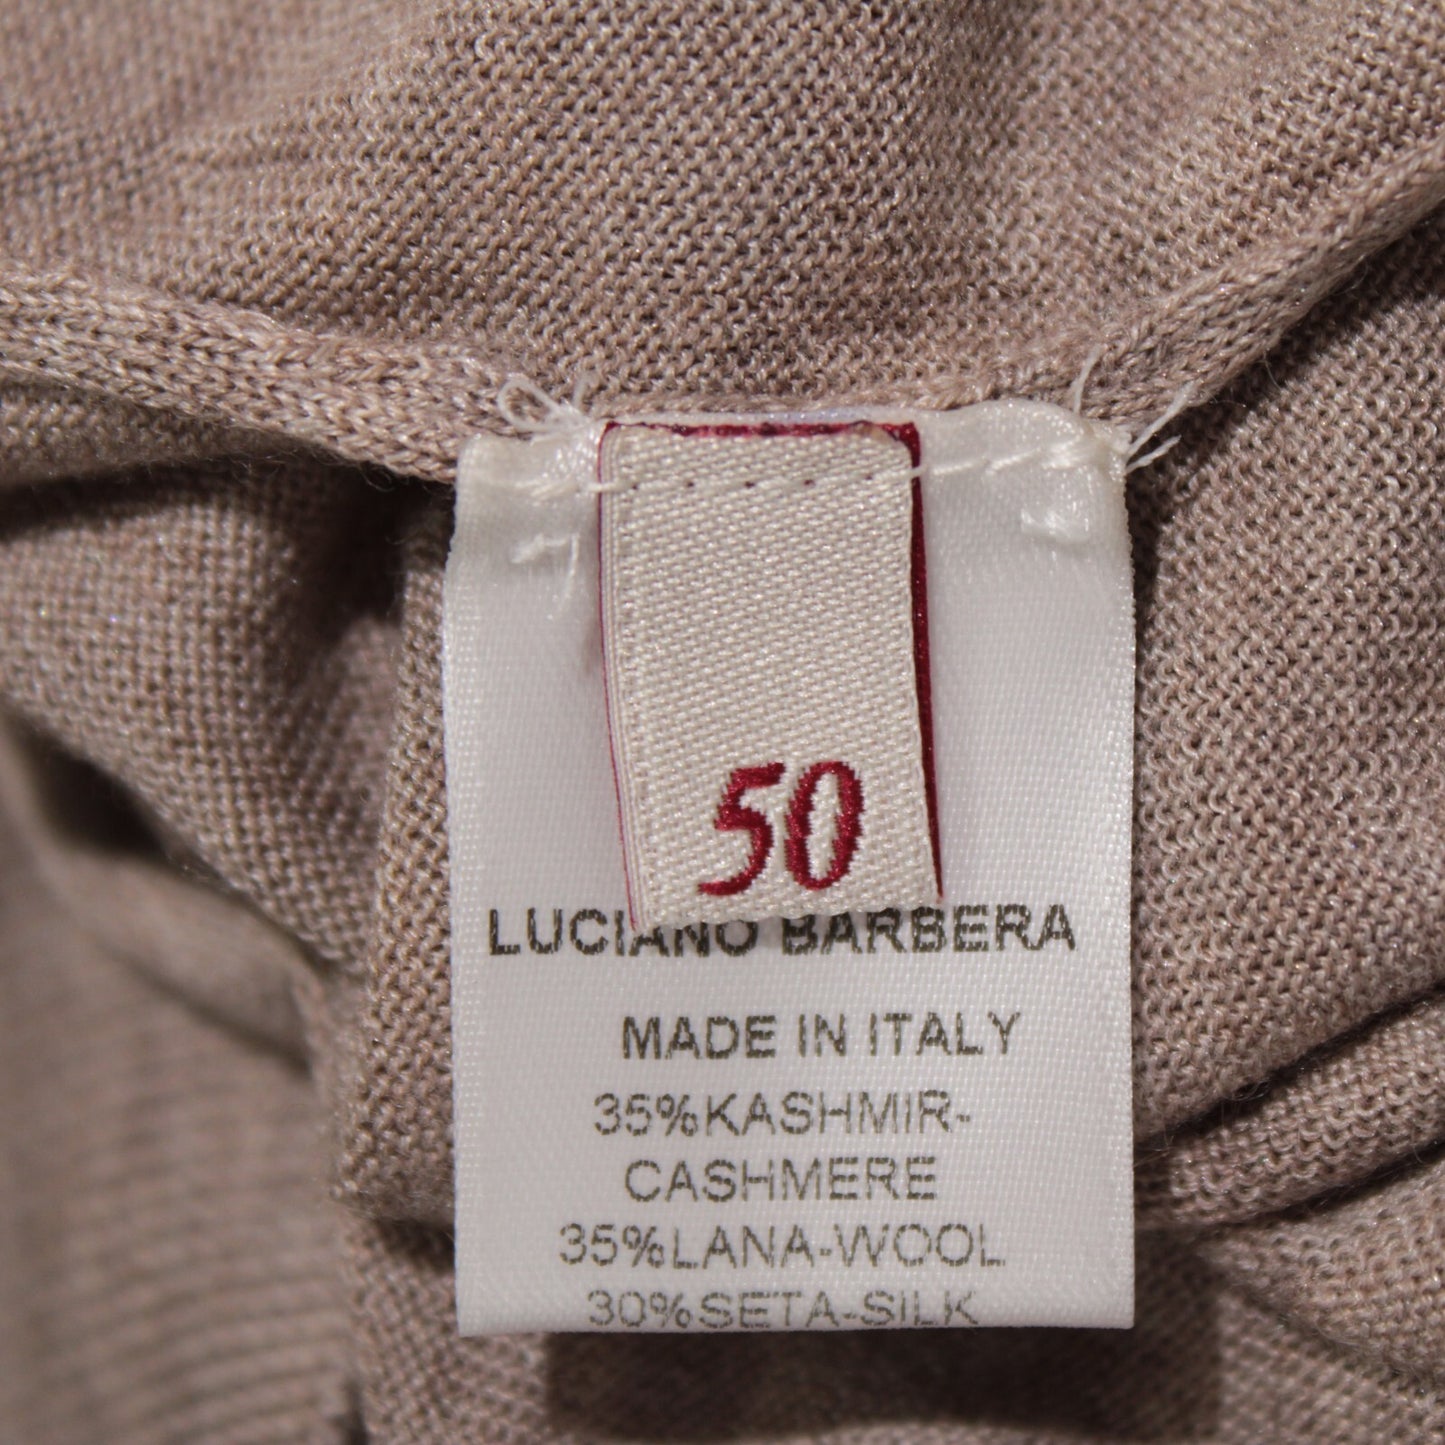 50
LUCIANO BARBERA
MADE IN ITALY
35%KASHMIR-
CASHMERE
35%LANA-WOOL
30%SETA-SILK